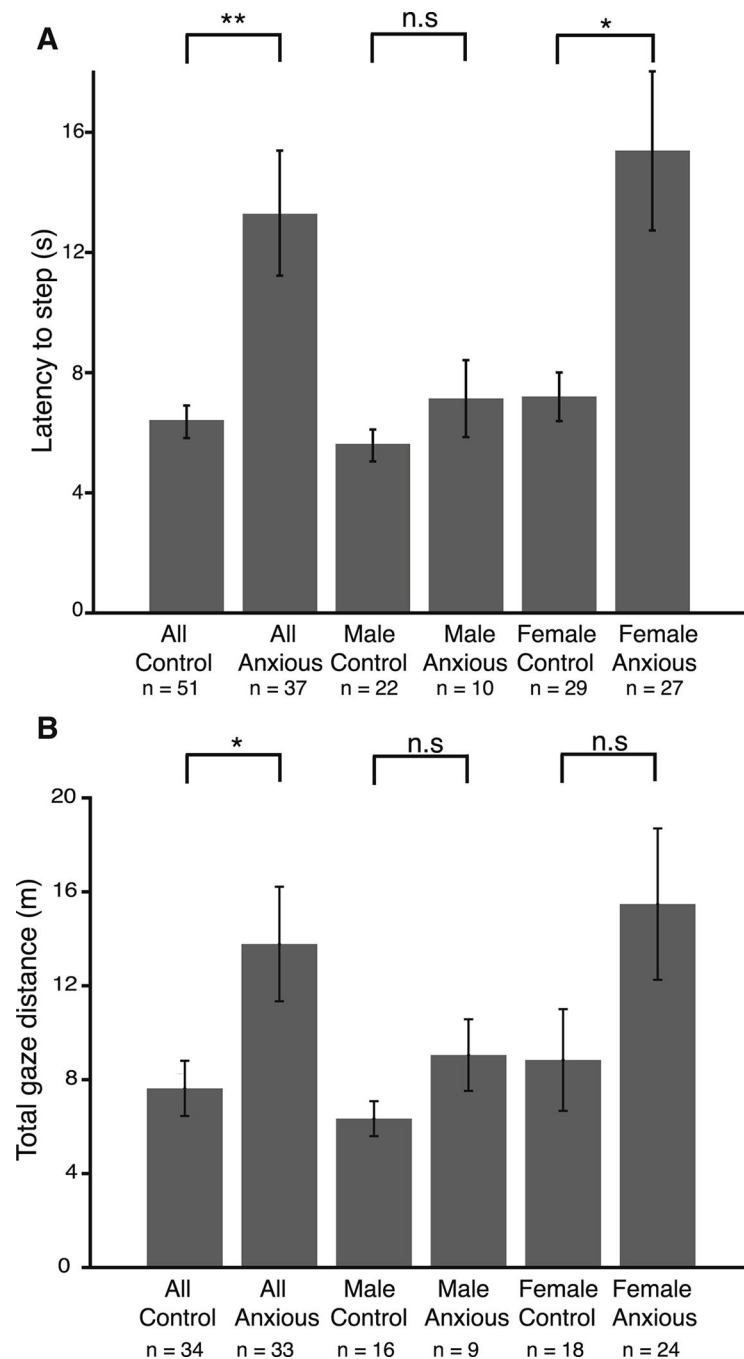 A
** n.s *
Latency to step (s)
16
12
8
4
0
All Control n = 51
All Anxious n = 37
Male Control n = 22
Male Anxious n = 10
Female Control n = 29
Female Anxious n = 27
B
* n.s n.s
Total gaze distance (m)
20
16
12
8
4
0
All Control n = 34
All Anxious n = 33
Male Control n = 16
Male Anxious n = 9
Female Control n = 18
Female Anxious n = 24